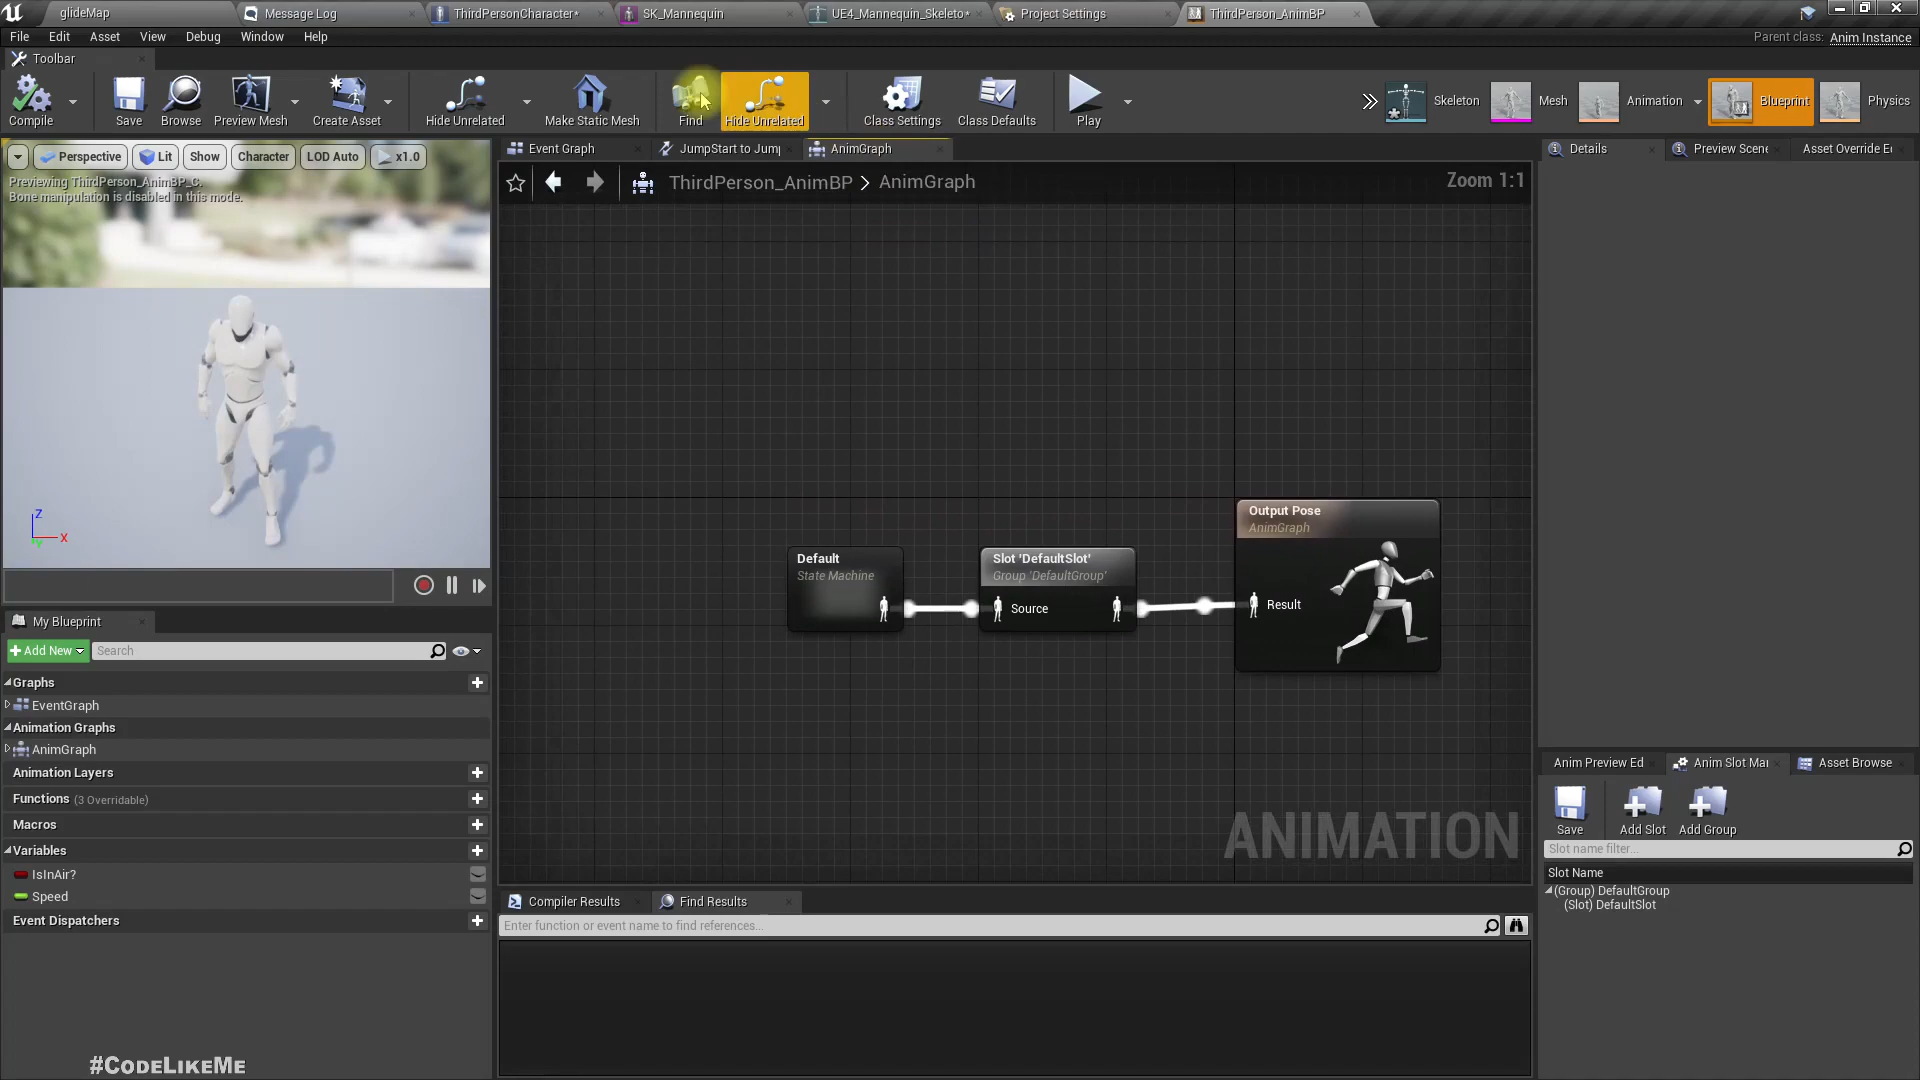 glideMap
Message Log
ThirdPersonCharacter*
SK_Mannequin
UE4_Mannequin_Skeleto*
Project Settings
ThirdPerson_AnimBP
File Edit Asset View Debug Window Help
Parent class: Anim Instance
Toolbar
Compile
Save
Browse
Preview Mesh
Create Asset
Hide Unrelated
Make Static Mesh
Find
Hide Unrelated
Class Settings
Class Defaults
Play
Skeleton
Mesh
Animation
Blueprint
Physics
Perspective
Lit
Show
Character
LOD Auto
x1.0
Previewing ThirdPerson_AnimBP_C.
Bone manipulation is disabled in this mode.
Z
X
Y
Event Graph
JumpStart to Jump
AnimGraph
ThirdPerson_AnimBP > AnimGraph
Zoom 1:1
Default
State Machine
Slot 'DefaultSlot'
Group 'DefaultGroup'
Source
Output Pose
AnimGraph
Result
ANIMATION
Details
Preview Scene
Asset Override Ed
My Blueprint
Add New
Search
Graphs
EventGraph
Animation Graphs
AnimGraph
Animation Layers
Functions (3 Overridable)
Macros
Variables
IsInAir?
Speed
Event Dispatchers
Compiler Results
Find Results
Enter function or event name to find references...
Anim Preview Ed
Anim Slot Mar
Asset Browse
Save
Add Slot
Add Group
Slot name filter...
Slot Name
(Group) DefaultGroup
(Slot) DefaultSlot
#CodeLikeMe